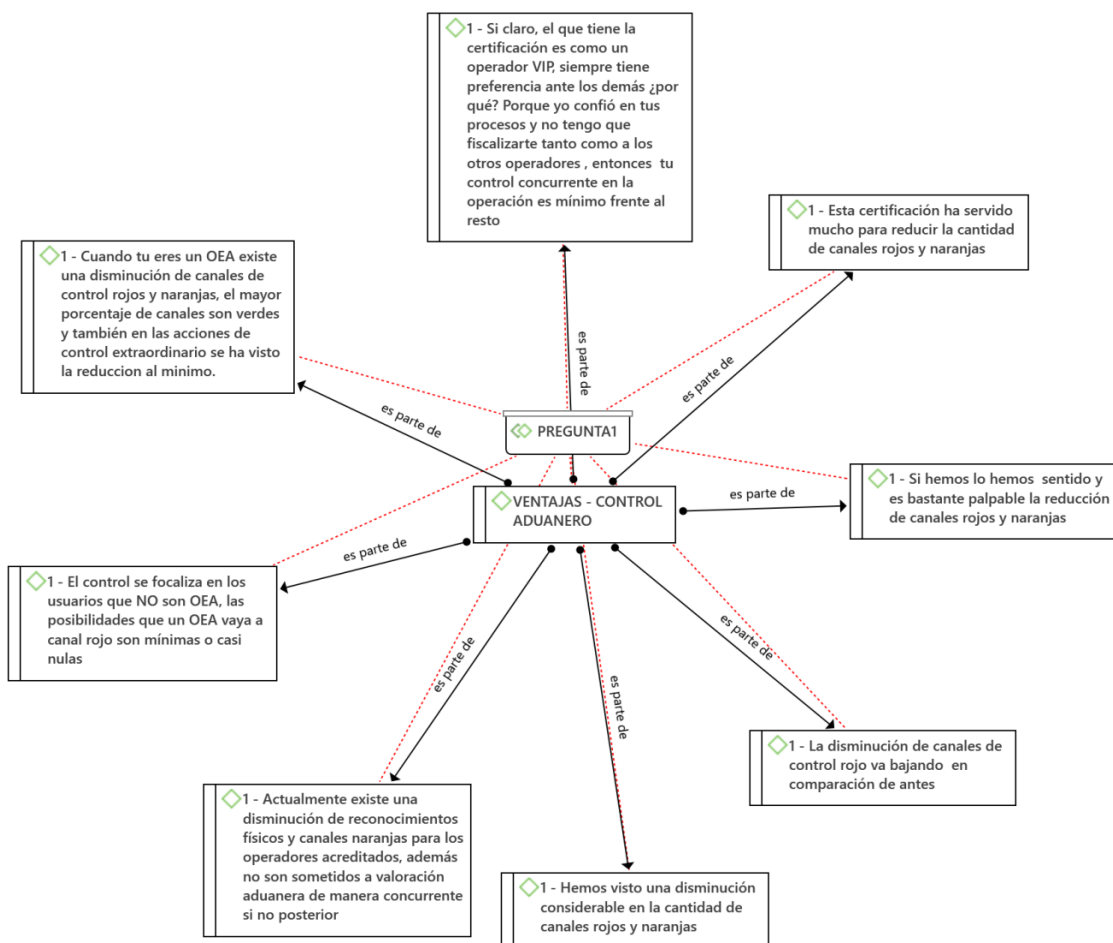 1 - Si claro, el que tiene la
certificación es como un
operador VIP, siempre tiene
preferencia ante los demás ¿por
qué? Porque yo confió en tus
procesos y no tengo que
fiscalizarte tanto como a los
otros operadores , entonces tu
control concurrente en la
operación es mínimo frente al
resto
1 - Esta certificación ha servido
mucho para reducir la cantidad
de canales rojos y naranjas
1 - Cuando tu eres un OEA existe
una disminución de canales de
control rojos y naranjas, el mayor
porcentaje de canales son verdes
y también en las acciones de
control extraordinario se ha visto
la reduccion al minimo.
es parte de
es parte de
es parte de
PREGUNTA1
VENTAJAS - CONTROL
ADUANERO
es parte de
1 - Si hemos lo hemos sentido y
es bastante palpable la reducción
de canales rojos y naranjas
es parte de
1 - El control se focaliza en los
usuarios que NO son OEA, las
posibilidades que un OEA vaya a
canal rojo son mínimas o casi
nulas
es parte de
es parte de
es parte de
1 - La disminución de canales de
control rojo va bajando en
comparación de antes
1 - Actualmente existe una
disminución de reconocimientos
físicos y canales naranjas para los
operadores acreditados, además
no son sometidos a valoración
aduanera de manera concurrente
si no posterior
1 - Hemos visto una disminución
considerable en la cantidad de
canales rojos y naranjas